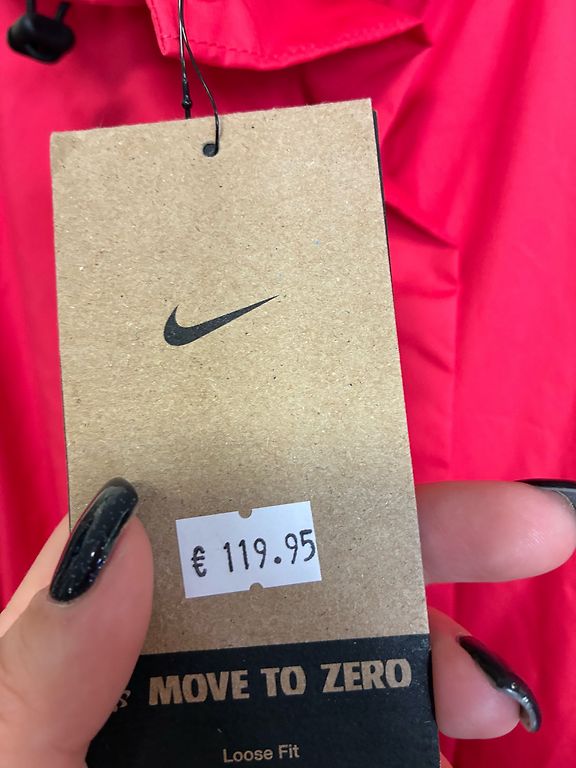 € 119.95
MOVE TO ZERO
Loose Fit